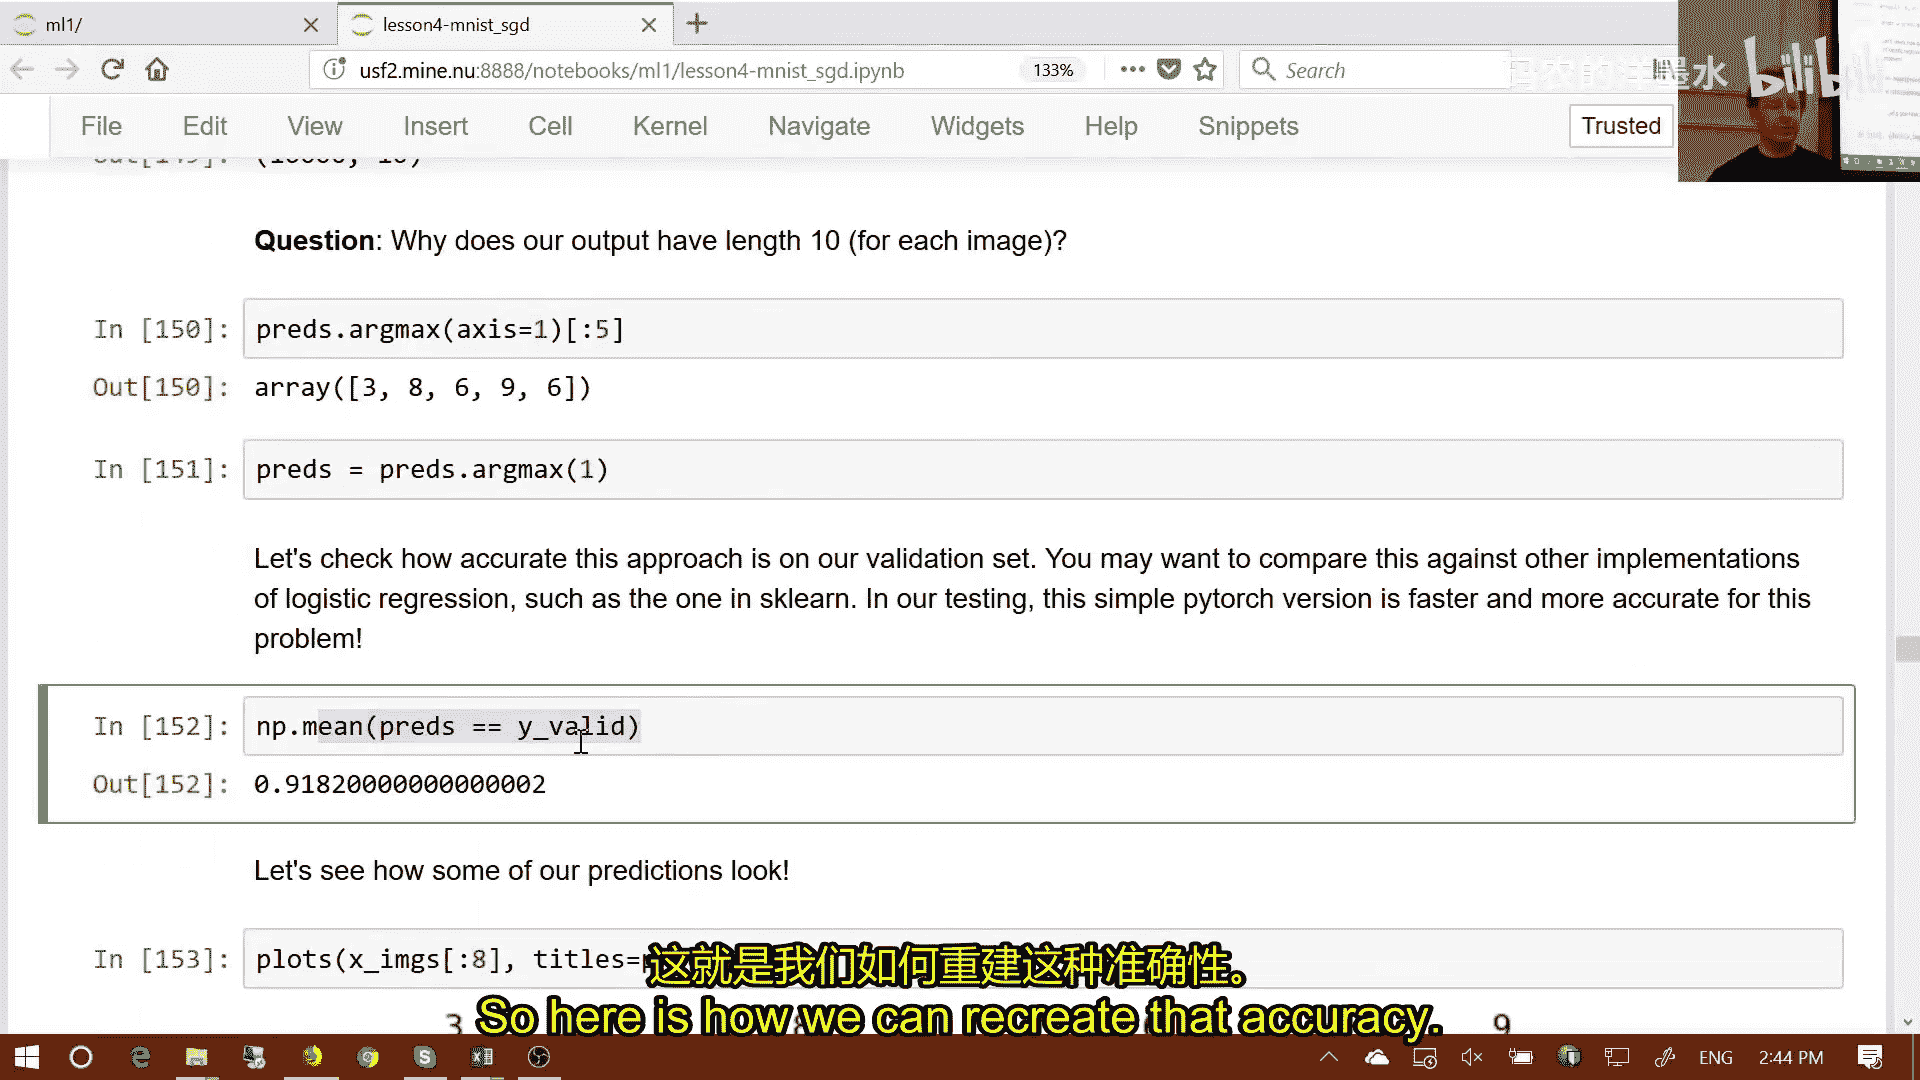 ml1/
lesson4-mnist_sgd
usf2.mine.nu:8888/notebooks/ml1/lesson4-mnist_sgd.ipynb
133%
Search
bilibili
File Edit View Insert Cell Kernel Navigate Widgets Help Snippets
Trusted
Out[149]: (10000, 10)
Question: Why does our output have length 10 (for each image)?
In [150]: preds.argmax(axis=1)[:5]
Out[150]: array([3, 8, 6, 9, 6])
In [151]: preds = preds.argmax(1)
Let's check how accurate this approach is on our validation set. You may want to compare this against other implementations
of logistic regression, such as the one in sklearn. In our testing, this simple pytorch version is faster and more accurate for this
problem!
In [152]: np.mean(preds == y_valid)
Out[152]: 0.91820000000000002
Let's see how some of our predictions look!
In [153]: plots(x_imgs[:8], titles=
这就是我们如何重建这种准确性。
3
8
9
So here is how we can recreate that accuracy.
ENG
2:44 PM